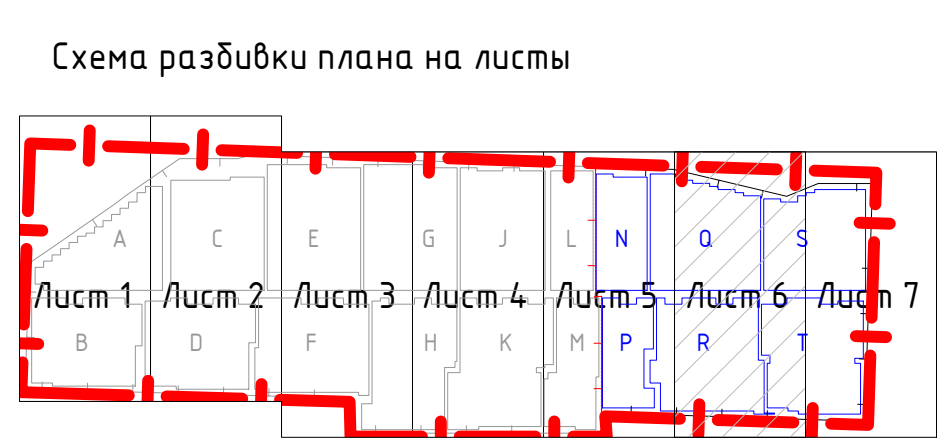 Схема разбивки плана на листы
A C E G J L N Q S
Лист 1 Лист 2 Лист 3 Лист 4 Лист 5 Лист 6 Лист 7
B D F H K M P R T